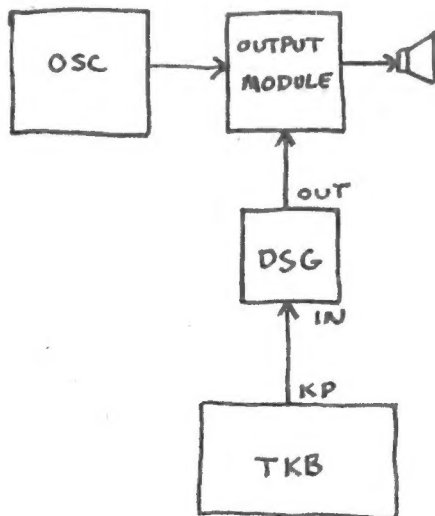 OSC
OUTPUT
MODULE
OUT
DSG
IN
KP
TKB